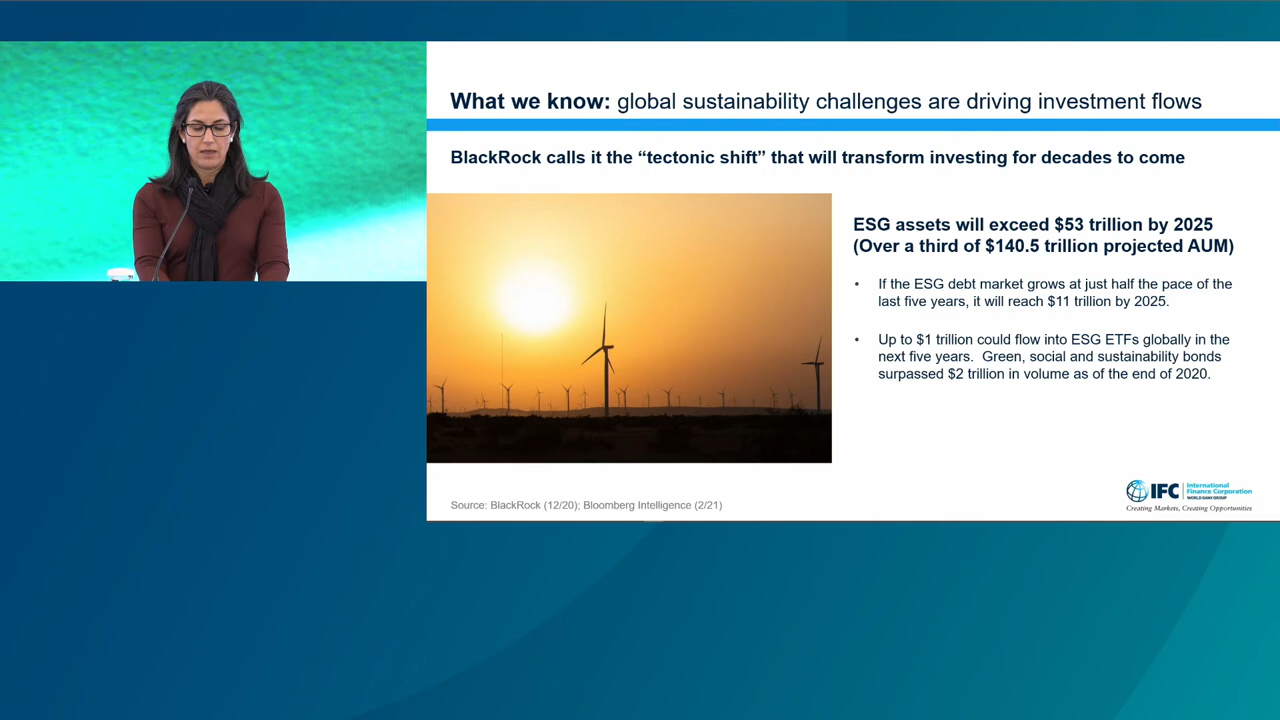 What we know: global sustainability challenges are driving investment flows
BlackRock calls it the “tectonic shift” that will transform investing for decades to come
ESG assets will exceed $53 trillion by 2025
(Over a third of $140.5 trillion projected AUM)
• If the ESG debt market grows at just half the pace of the
last five years, it will reach $11 trillion by 2025.
• Up to $1 trillion could flow into ESG ETFs globally in the
next five years. Green, social and sustainability bonds
surpassed $2 trillion in volume as of the end of 2020.
Source: BlackRock (12/20); Bloomberg Intelligence (2/21)
IFC
International
Finance Corporation
WORLD BANK GROUP
Creating Markets, Creating Opportunities